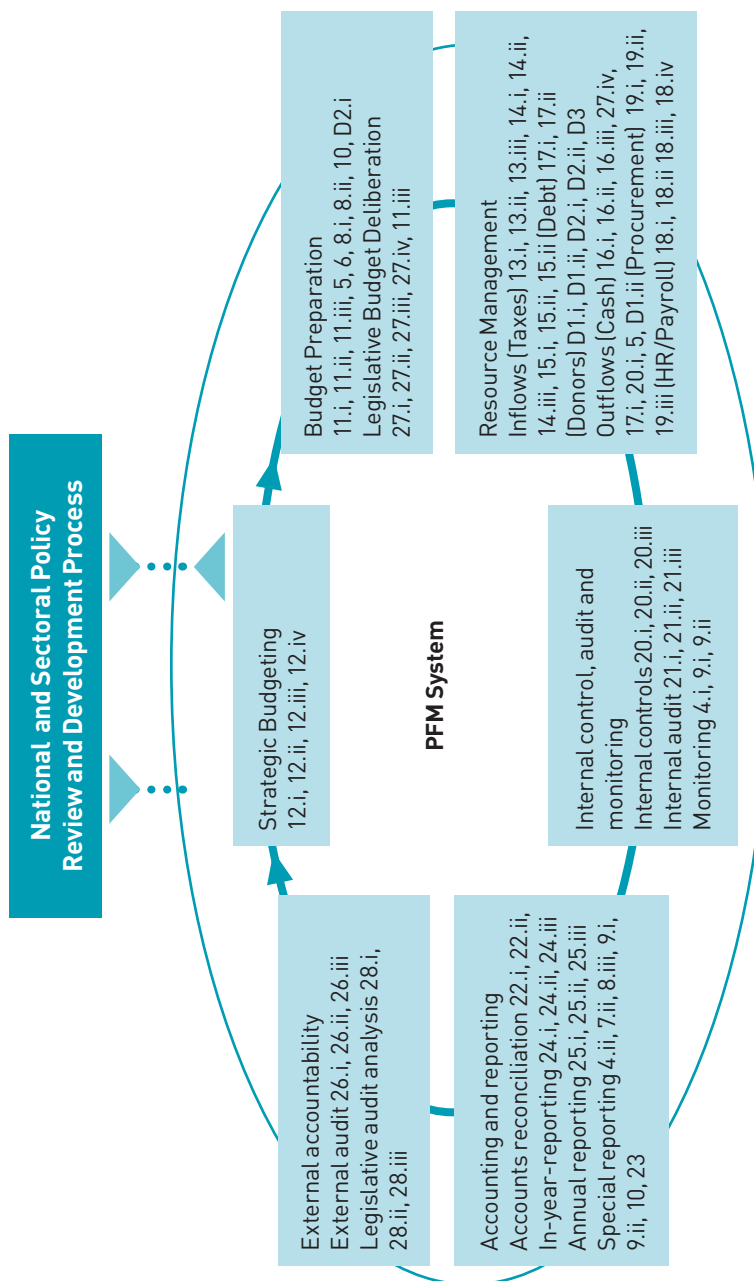 National and Sectoral Policy
Review and Development Process
Strategic Budgeting
12.i, 12.ii, 12.iii, 12.iv
Budget Preparation
11.i, 11.ii, 11.iii, 5, 6, 8.i, 8.ii, 10, D2.i
Legislative Budget Deliberation
27.i, 27.ii, 27.iii, 27.iv, 11.iii
Resource Management
Inflows (Taxes) 13.i, 13.ii, 13.iii, 14.i, 14.ii,
14.iii, 15.i, 15.ii, 15.ii (Debt) 17.i, 17.ii
(Donors) D1.i, D1.ii, D2.i, D2.ii, D3
Outflows (Cash) 16.i, 16.ii, 16.iii, 27.iv,
17.i, 20.i, 5, D1.ii (Procurement) 19.i, 19.ii,
19.iii (HR/Payroll) 18.i, 18.ii 18.iii, 18.iv
PFM System
Internal control, audit and
monitoring
Internal controls 20.i, 20.ii, 20.iii
Internal audit 21.i, 21.ii, 21.iii
Monitoring 4.i, 9.i, 9.ii
Accounting and reporting
Accounts reconciliation 22.i, 22.ii,
In-year-reporting 24.i, 24.ii, 24.iii
Annual reporting 25.i, 25.ii, 25.iii
Special reporting 4.ii, 7.ii, 8.iii, 9.i,
9.ii, 10, 23
External accountability
External audit 26.i, 26.ii, 26.iii
Legislative audit analysis 28.i,
28.ii, 28.iii